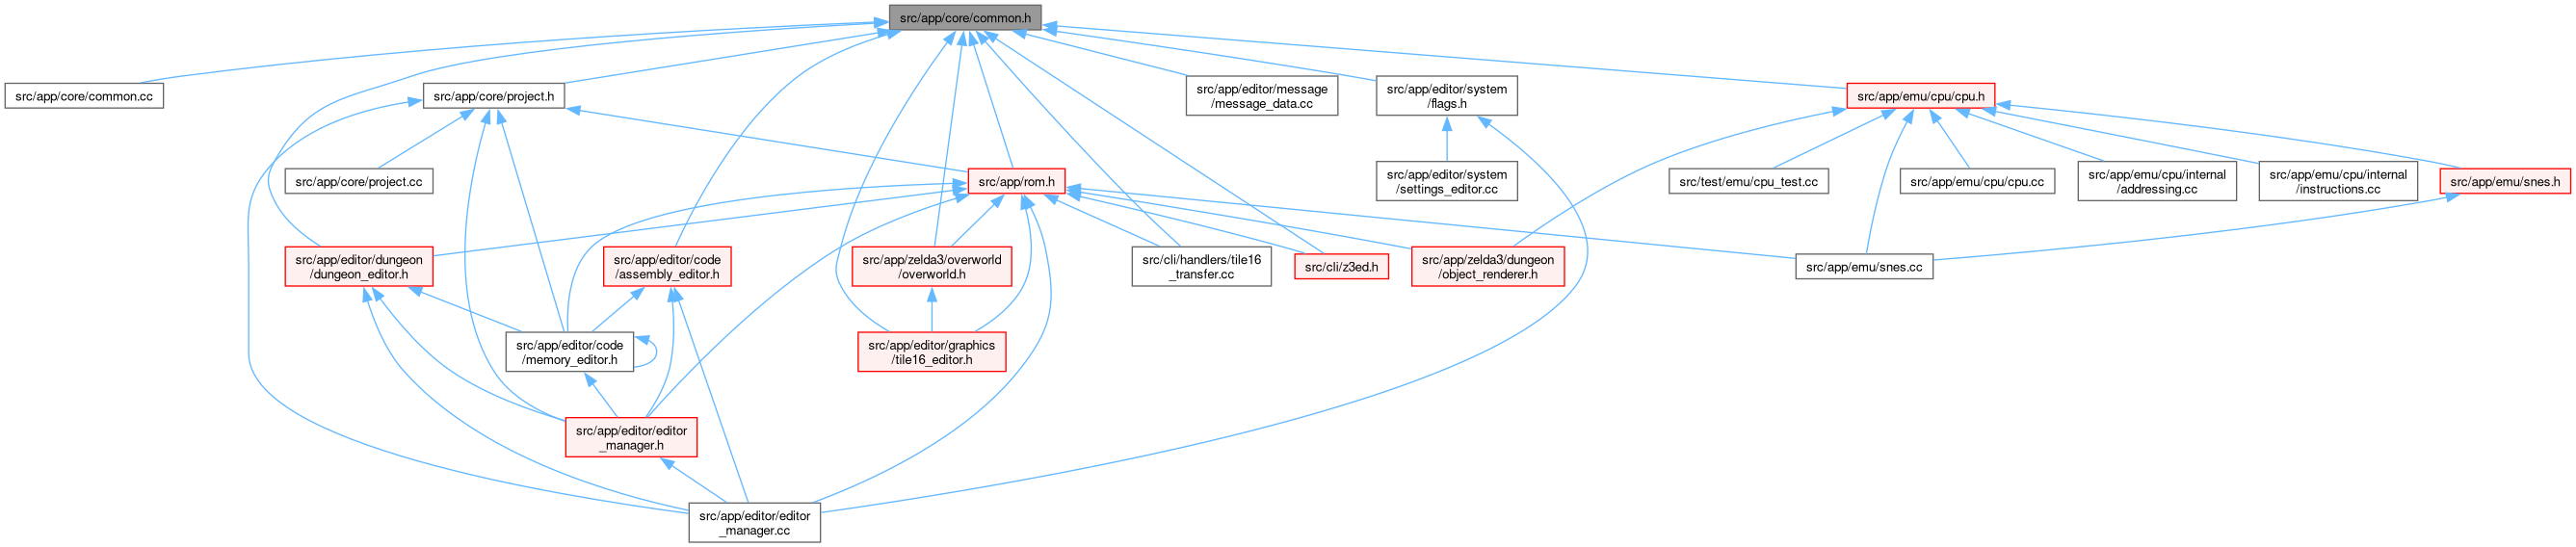 src/app/core/common.h
src/app/core/common.cc
src/app/core/project.h
src/app/editor/message
/message_data.cc
src/app/editor/system
/flags.h
src/app/emu/cpu/cpu.h
src/app/core/project.cc
src/app/rom.h
src/app/editor/system
/settings_editor.cc
src/test/emu/cpu_test.cc
src/app/emu/cpu/cpu.cc
src/app/emu/cpu/internal
/addressing.cc
src/app/emu/cpu/internal
/instructions.cc
src/app/emu/snes.h
src/app/editor/dungeon
/dungeon_editor.h
src/app/editor/code
/assembly_editor.h
src/app/zelda3/overworld
/overworld.h
src/cli/handlers/tile16
_transfer.cc
src/cli/z3ed.h
src/app/zelda3/dungeon
/object_renderer.h
src/app/emu/snes.cc
src/app/editor/code
/memory_editor.h
src/app/editor/graphics
/tile16_editor.h
src/app/editor/editor
_manager.h
src/app/editor/editor
_manager.cc